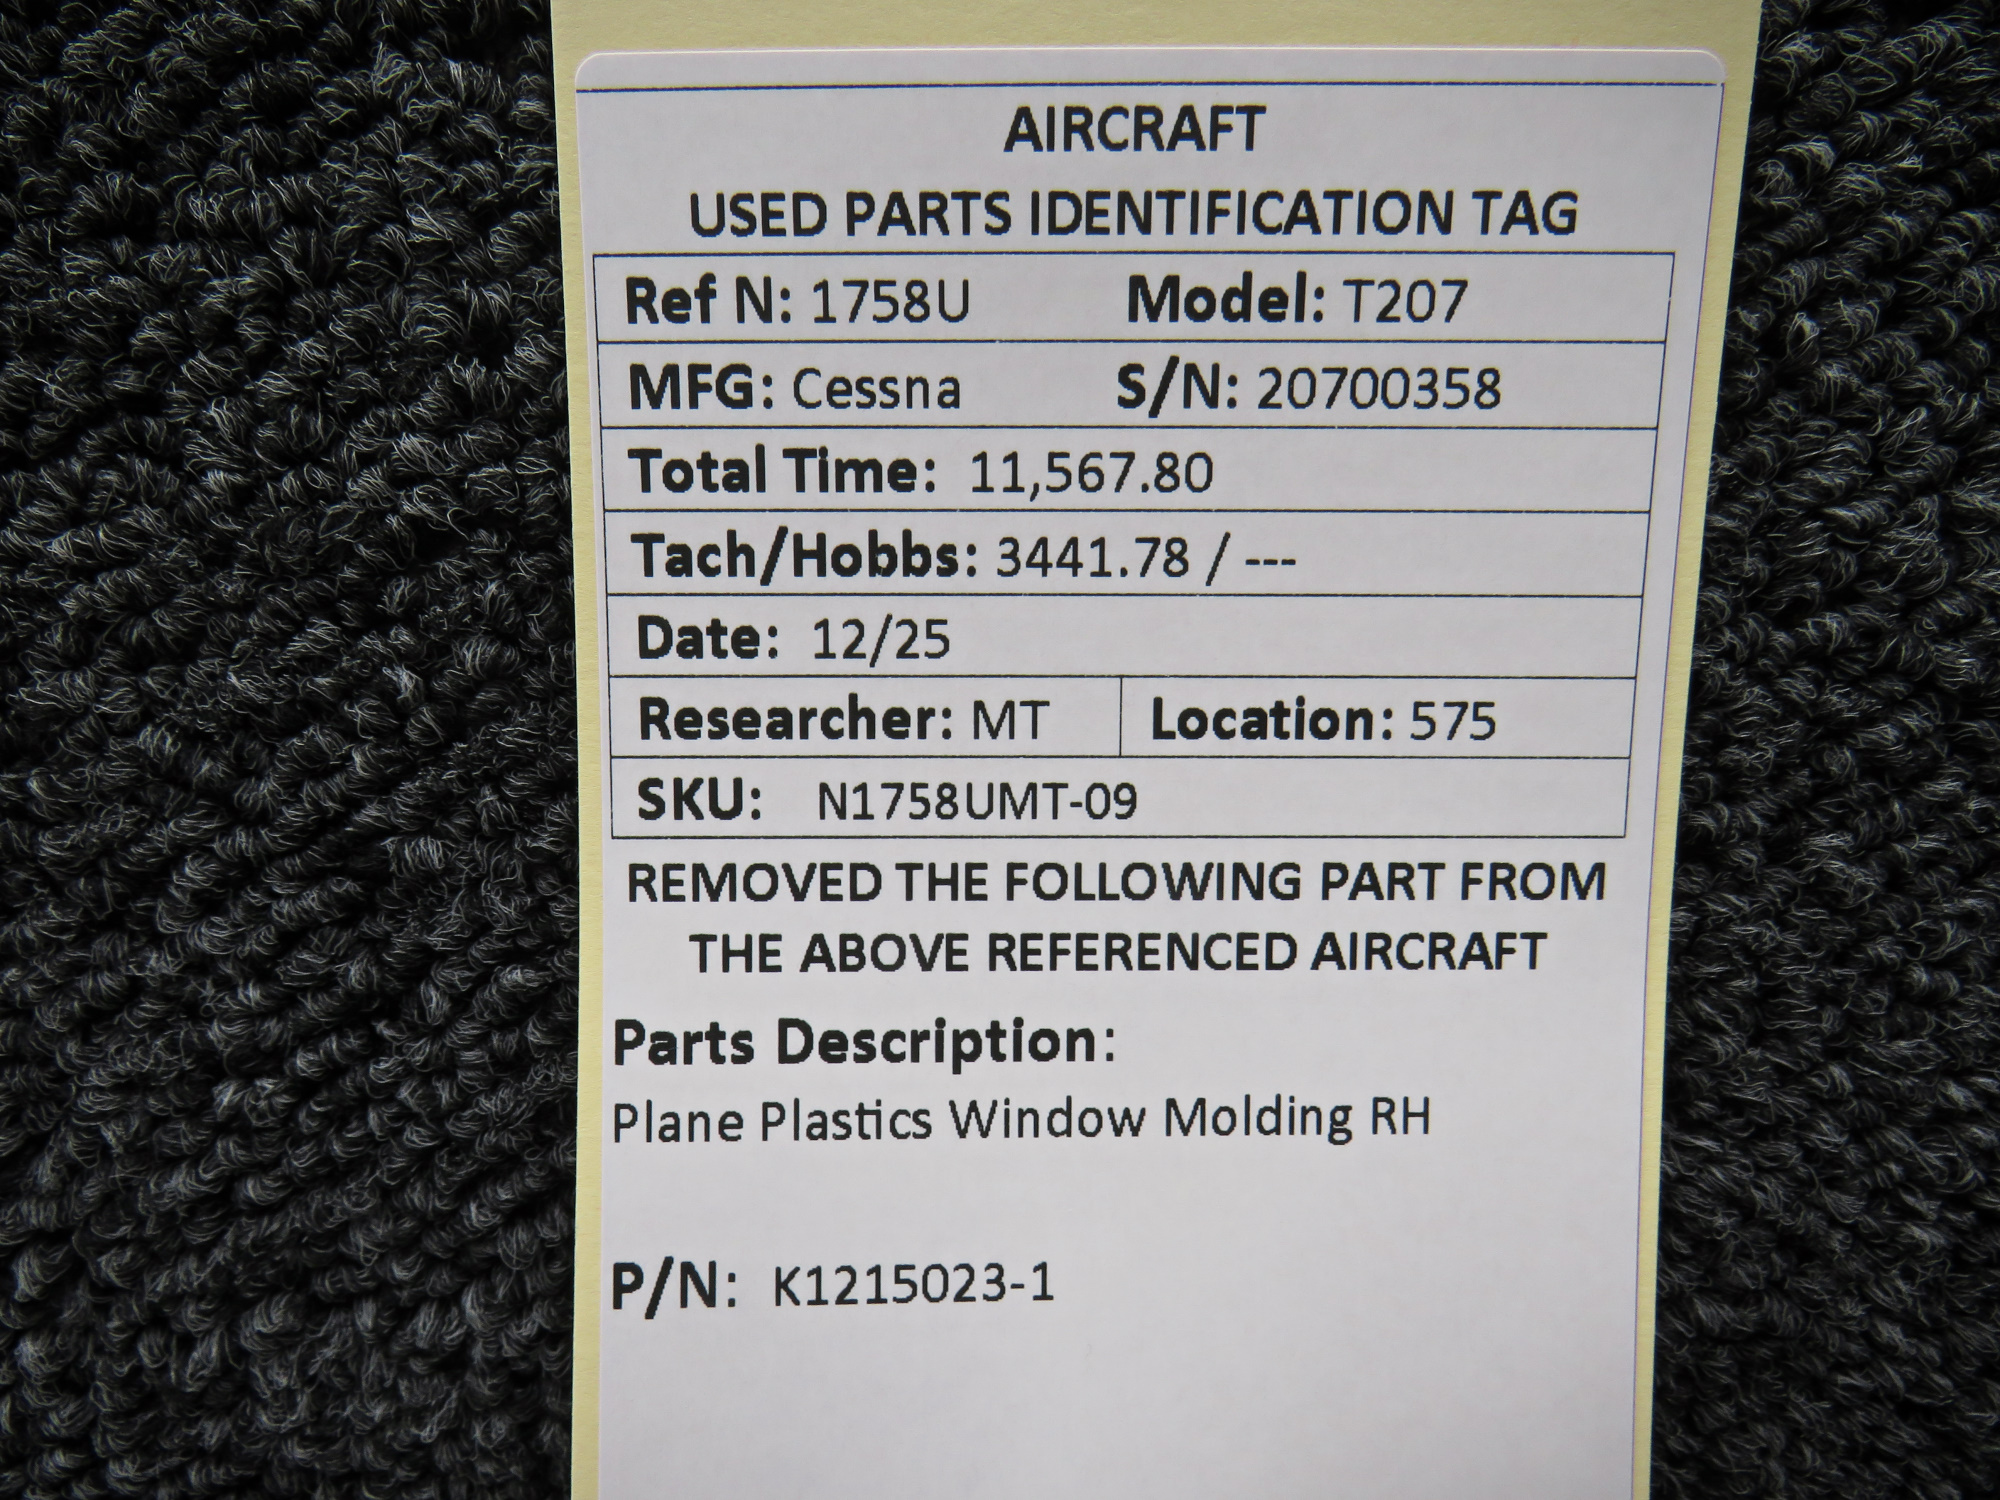 AIRCRAFT
USED PARTS IDENTIFICATION TAG
Ref N: 1758U Model: T207
MFG: Cessna S/N: 20700358
Total Time: 11,567.80
Tach/Hobbs: 3441.78 / ---
Date: 12/25
Researcher: MT Location: 575
SKU: N1758UMT-09
REMOVED THE FOLLOWING PART FROM
THE ABOVE REFERENCED AIRCRAFT
Parts Description:
Plane Plastics Window Molding RH
P/N: K1215023-1